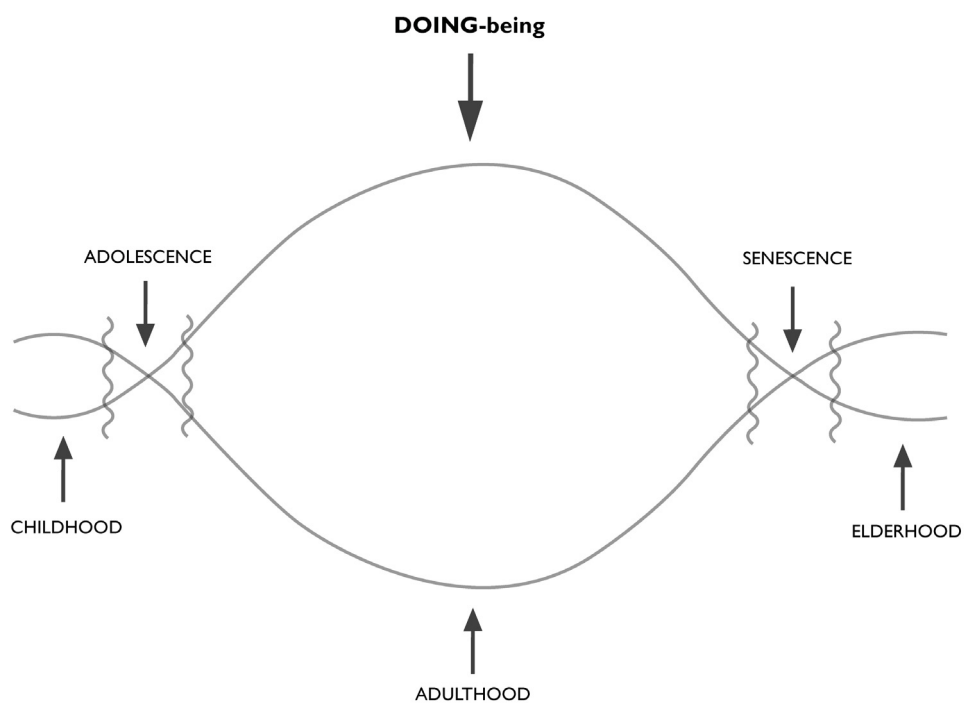 DOING-being
ADOLESCENCE
SENESCENCE
CHILDHOOD
ELDERHOOD
ADULTHOOD